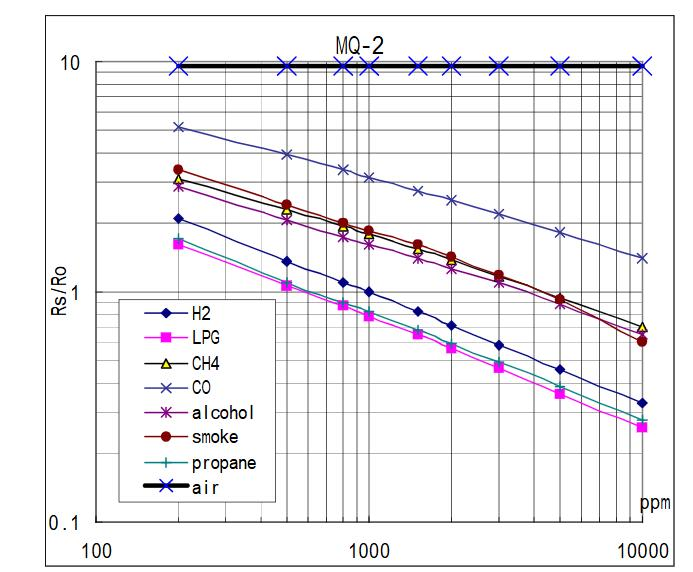 MQ-2
10
Rs/Ro
1
H2
LPG
CH4
CO
alcohol
smoke
propane
air
ppm
0.1
100
1000
10000